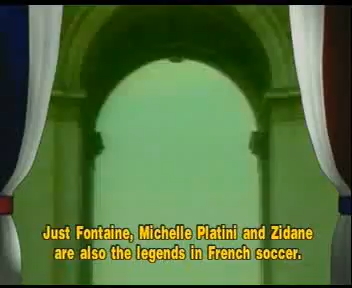 Just Fontaine, Michelle Platini and Zidane
are also the legends in French soccer.